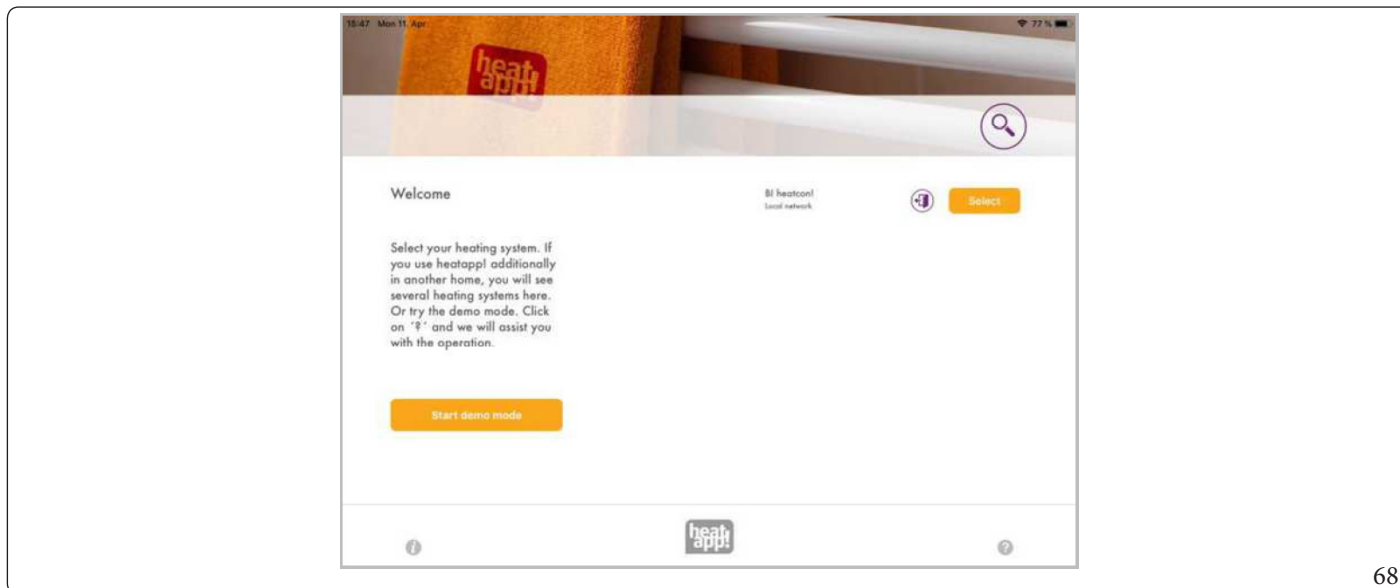 15:47 Mon 11. Apr.
77 %
heat
app!
Welcome
B! heatcon!
Local network
Select
Select your heating system. If
you use heatapp! additionally
in another home, you will see
several heating systems here.
Or try the demo mode. Click
on ´?´ and we will assist you
with the operation.
Start demo mode
i
heat
app!
?
68